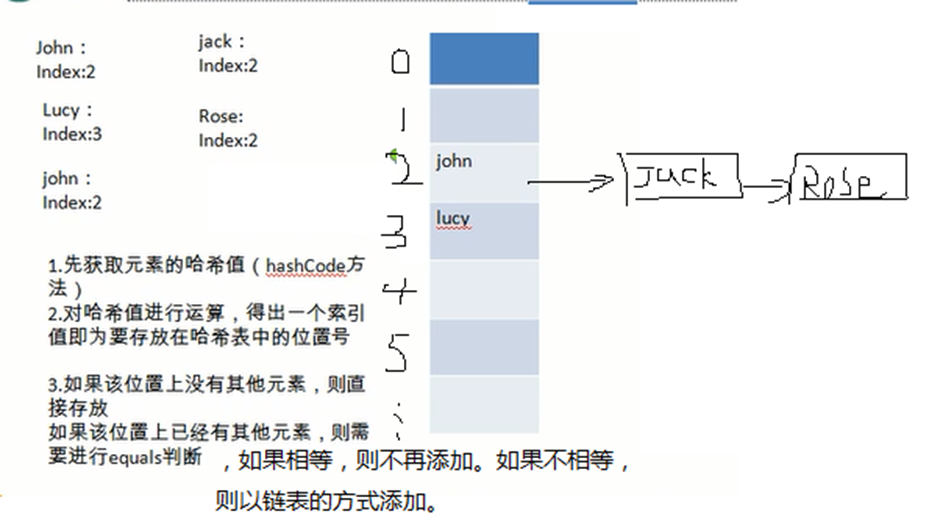 John：
Index:2
jack：
Index:2
Lucy：
Index:3
Rose:
Index:2
john：
Index:2
0
1
2
3
4
5
john
lucy
Jack
Rose
1.先获取元素的哈希值（hashCode方
法）
2.对哈希值进行运算，得出一个索引
值即为要存放在哈希表中的位置号
3.如果该位置上没有其他元素，则直
接存放
如果该位置上已经有其他元素，则需
要进行equals判断 ，如果相等，则不再添加。如果不相等，
则以链表的方式添加。